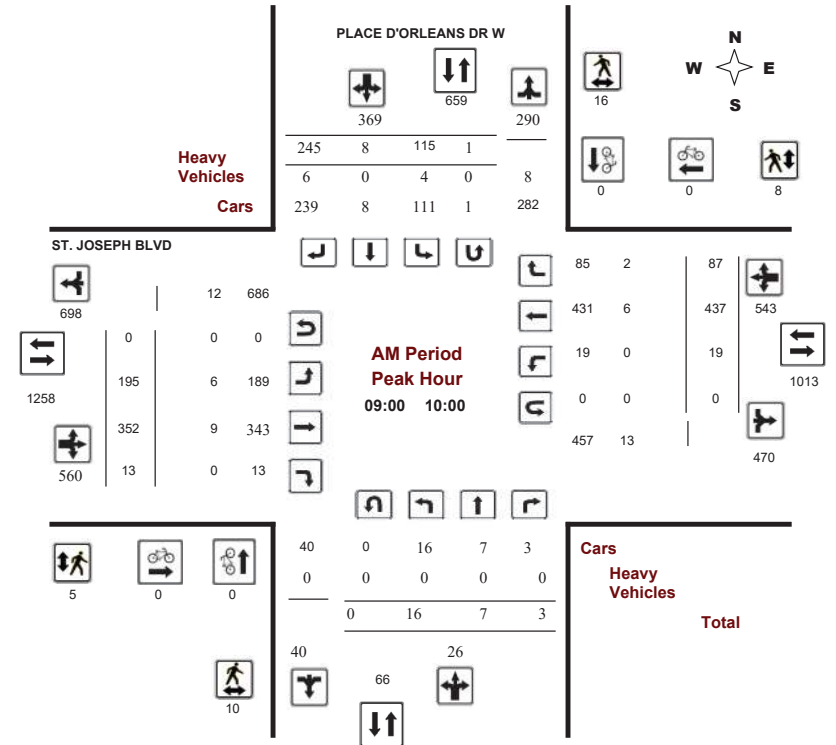 PLACE D'ORLEANS DR W
N
W E
S
659
16
369 290
245 8 115 1
Heavy
Vehicles
6 0 4 0 8
0 0 8
Cars
239 8 111 1 282
ST. JOSEPH BLVD
698
12 686
85 2 87
543
431 6 437
0 0 0
1258
AM Period
Peak Hour
09:00 10:00
19 0 19
1013
195 6 189
0 0 0
352 9 343
457 13
470
560
13 0 13
40 0 16 7 3
Cars
0 0 0 0 0
Heavy
Vehicles
5 0 0
0 16 7 3
Total
40 26
66
10